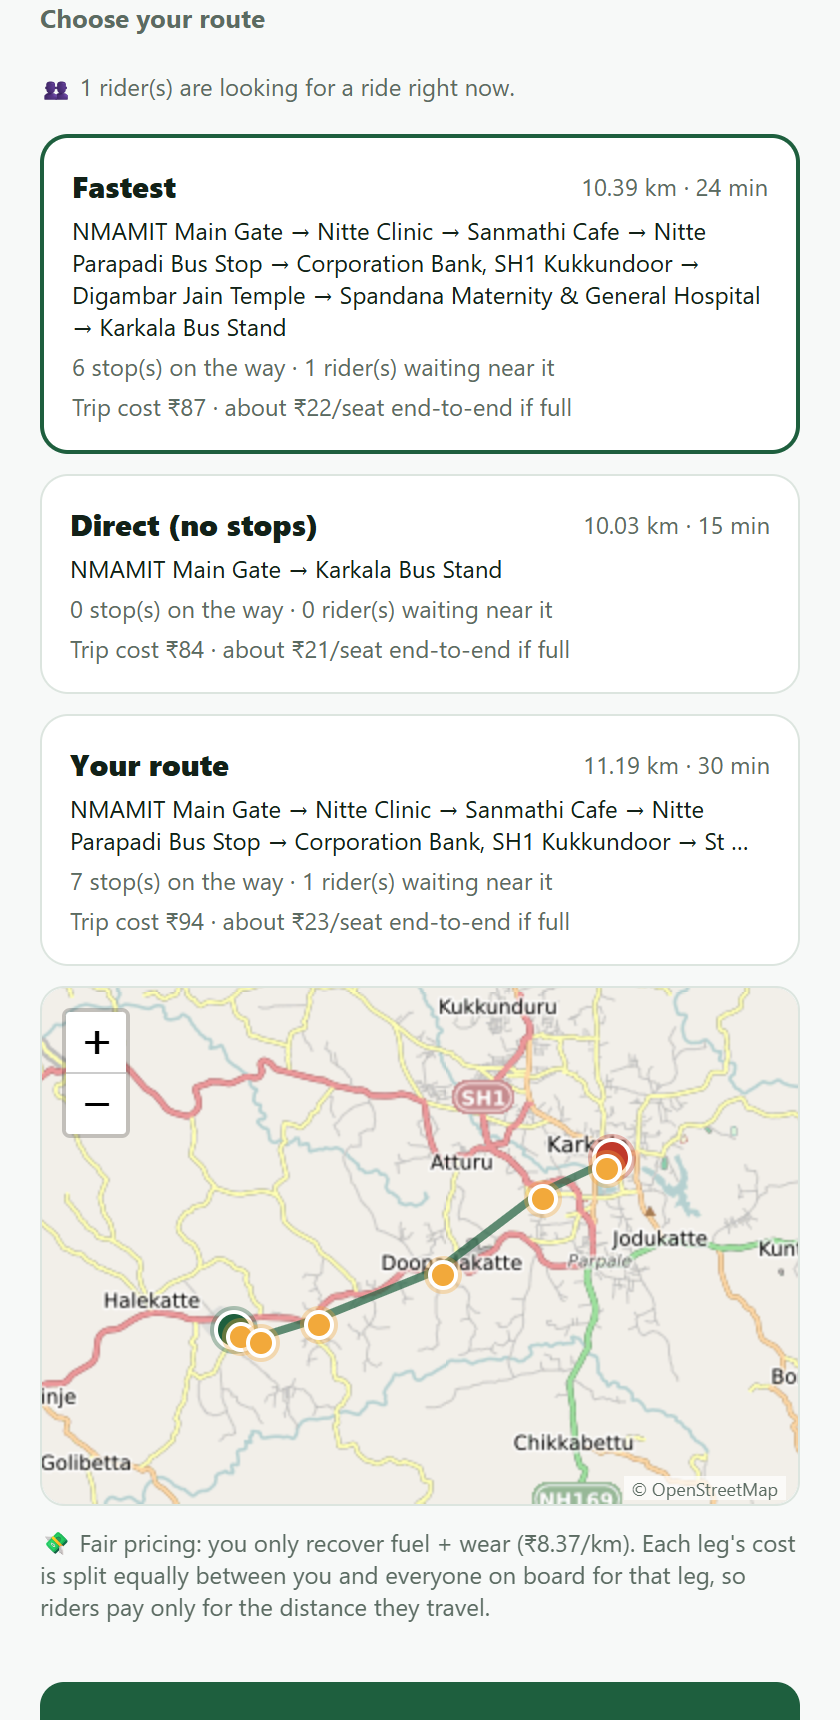 Choose your route
👥 1 rider(s) are looking for a ride right now.
Fastest
10.39 km · 24 min
NMAMIT Main Gate → Nitte Clinic → Sanmathi Cafe → Nitte
Parapadi Bus Stop → Corporation Bank, SH1 Kukkundoor →
Digambar Jain Temple → Spandana Maternity & General Hospital
→ Karkala Bus Stand
6 stop(s) on the way · 1 rider(s) waiting near it
Trip cost ₹87 · about ₹22/seat end-to-end if full
Direct (no stops)
10.03 km · 15 min
NMAMIT Main Gate → Karkala Bus Stand
0 stop(s) on the way · 0 rider(s) waiting near it
Trip cost ₹84 · about ₹21/seat end-to-end if full
Your route
11.19 km · 30 min
NMAMIT Main Gate → Nitte Clinic → Sanmathi Cafe → Nitte
Parapadi Bus Stop → Corporation Bank, SH1 Kukkundoor → St ...
7 stop(s) on the way · 1 rider(s) waiting near it
Trip cost ₹94 · about ₹23/seat end-to-end if full
+
−
Kukkunduru
SH1
Atturu
Jodukatte
Parpale
Halekatte
Chikkabettu
Golibetta
NH169
© OpenStreetMap
💸 Fair pricing: you only recover fuel + wear (₹8.37/km). Each leg's cost
is split equally between you and everyone on board for that leg, so
riders pay only for the distance they travel.